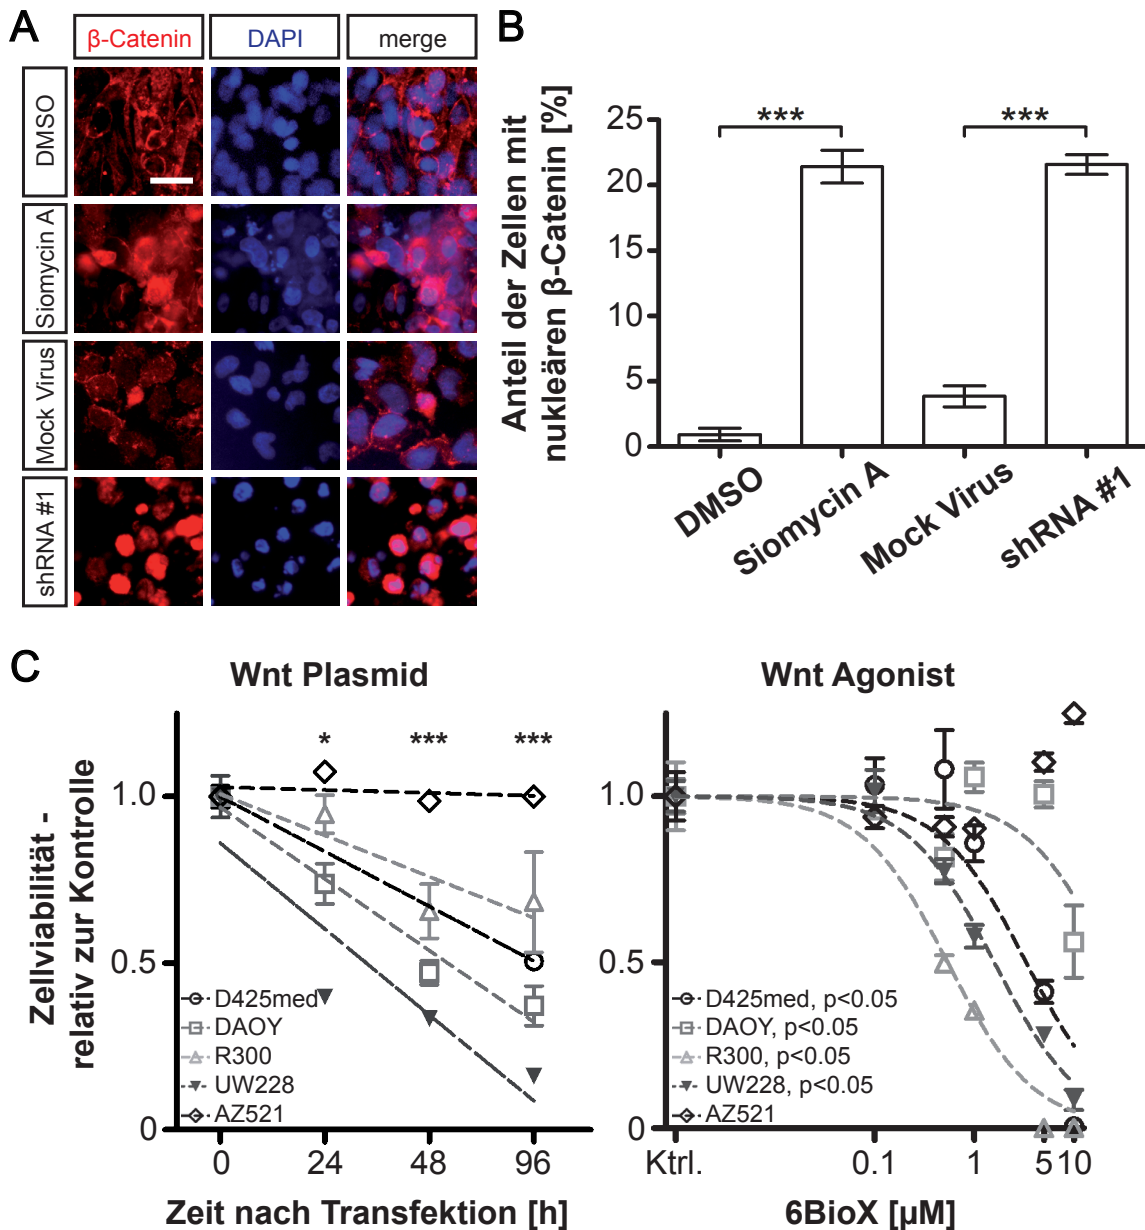 A
β-Catenin
DAPI
merge
DMSO
Siomycin A
Mock Virus
shRNA #1
B
Anteil der Zellen mit
nukleären β-Catenin [%]
25
20
15
10
5
0
***
***
DMSO
Siomycin A
Mock Virus
shRNA #1
C
Wnt Plasmid
Zellviabilität -
relativ zur Kontrolle
1.0
0.5
0
*
***
***
D425med
DAOY
R300
UW228
AZ521
0
24
48
96
Zeit nach Transfektion [h]
Wnt Agonist
1.0
0.5
0
D425med, p<0.05
DAOY, p<0.05
R300, p<0.05
UW228, p<0.05
AZ521
Ktrl.
0.1
1
5
10
6BioX [µM]